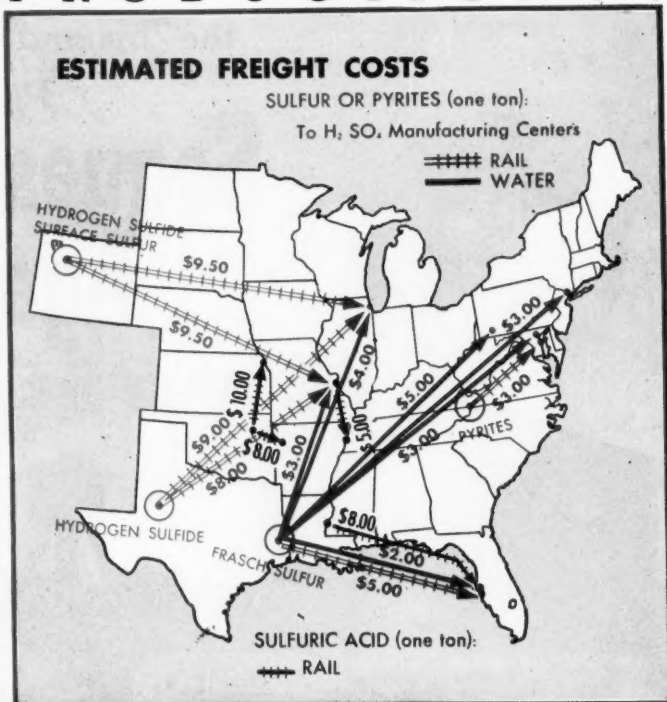 PRODUCTION
ESTIMATED FREIGHT COSTS
SULFUR OR PYRITES (one ton):
To H₂ SO₄ Manufacturing Centers
RAIL
WATER
HYDROGEN SULFIDE
SURFACE SULFUR
$9.50
$9.50
$3.00
$4.00
$5.00
$10.00
$3.00
$9.00
$5.00
$3.00
PYRITES
$8.00
$8.00
$3.00
HYDROGEN SULFIDE
$8.00
FRASCH SULFUR
$2.00
$5.00
SULFURIC ACID (one ton):
RAIL